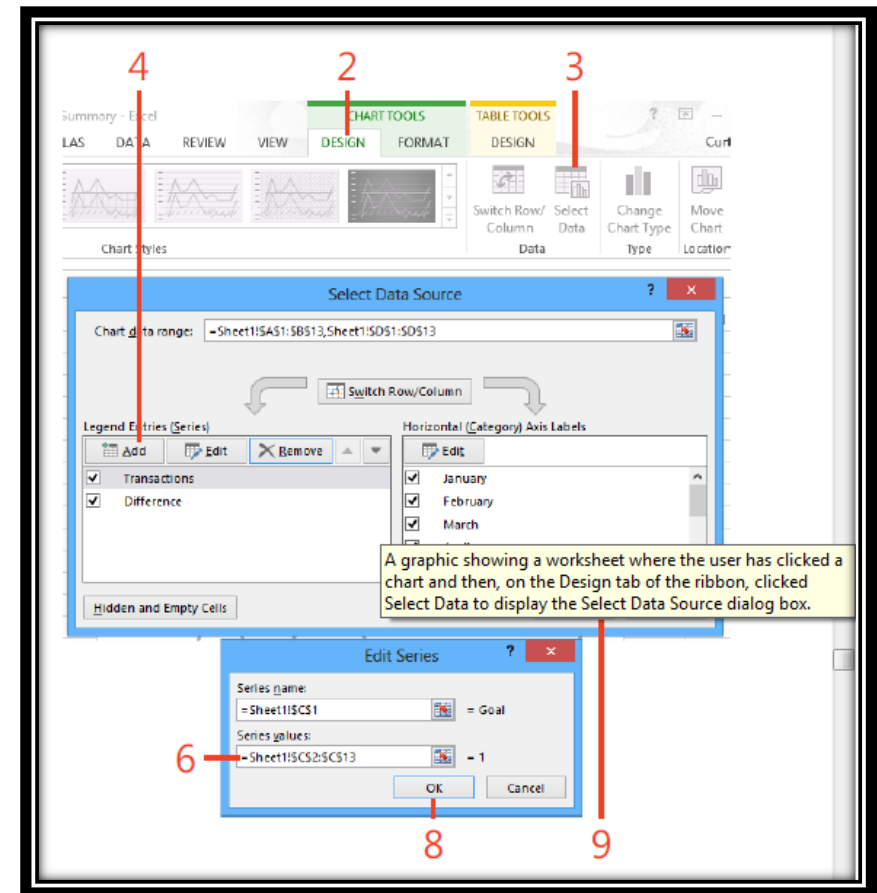 4 2 3
Summary - Excel CHART TOOLS TABLE TOOLS ?
LAS DATA REVIEW VIEW DESIGN FORMAT DESIGN
Switch Row/ Select Change Move
Column Data Chart Type Chart
Chart Styles Data Type Location
Select Data Source ? ×
Chart data range: =Sheet1!$A$1:$B$13,Sheet1!$D$1:$D$13
Switch Row/Column
Legend Entries (Series) Horizontal (Category) Axis Labels
Add Edit Remove Edit
Transactions January
Difference February
March
A graphic showing a worksheet where the user has clicked a
chart and then, on the Design tab of the ribbon, clicked
Select Data to display the Select Data Source dialog box.
Hidden and Empty Cells
Edit Series ? ×
Series name:
=Sheet1!$C$1 = Goal
Series values:
6 =Sheet1!$C$2:$C$13 = 1
OK Cancel
8 9